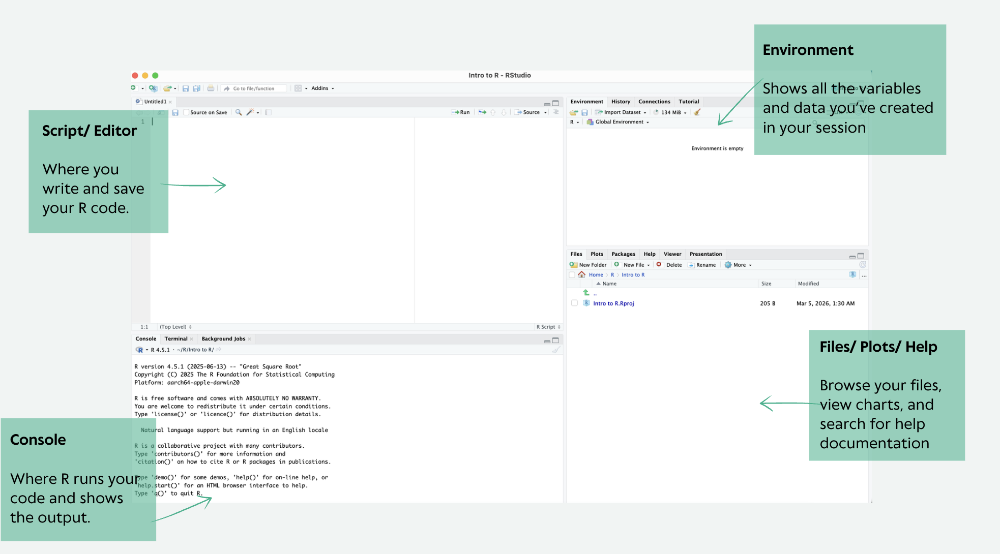 Environment
Shows all the variables
and data you've created
in your session
Intro to R - RStudio
Go to file/function
Addins
Untitled1
Source on Save
Run
Source
1
Script/ Editor
Where you
write and save
your R code.
1:1
(Top Level)
R Script
Environment History Connections Tutorial
Import Dataset
134 MiB
R
Global Environment
Environment is empty
Files Plots Packages Help Viewer Presentation
New Folder New File Delete Rename More
Home > R > Intro to R
...
Name Size Modified
..
Intro to R.Rproj 205 B Mar 5, 2026, 1:30 AM
Files/ Plots/ Help
Browse your files,
view charts, and
search for help
documentation
Console Terminal Background Jobs
R 4.5.1 · ~/R/Intro to R/
R version 4.5.1 (2025-06-13) -- "Great Square Root"
Copyright (C) 2025 The R Foundation for Statistical Computing
Platform: aarch64-apple-darwin20
R is free software and comes with ABSOLUTELY NO WARRANTY.
You are welcome to redistribute it under certain conditions.
Type 'license()' or 'licence()' for distribution details.
Natural language support but running in an English locale
R is a collaborative project with many contributors.
Type 'contributors()' for more information and
'citation()' on how to cite R or R packages in publications.
Type 'demo()' for some demos, 'help()' for on-line help, or
'help.start()' for an HTML browser interface to help.
Type 'q()' to quit R.
Console
Where R runs your
code and shows
the output.